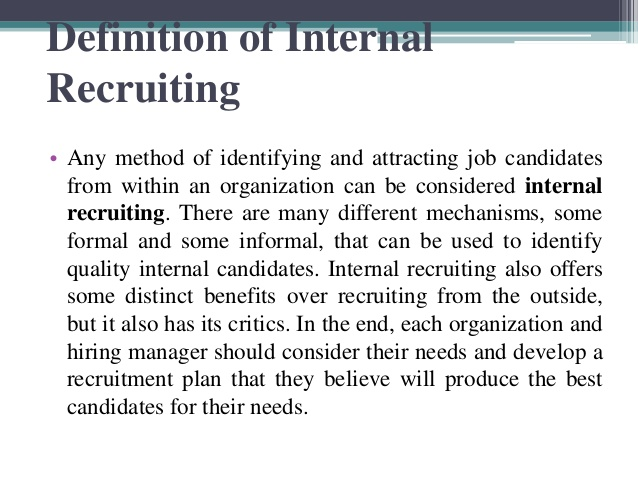 Definition of Internal
Recruiting
• Any method of identifying and attracting job candidates
from within an organization can be considered internal
recruiting. There are many different mechanisms, some
formal and some informal, that can be used to identify
quality internal candidates. Internal recruiting also offers
some distinct benefits over recruiting from the outside,
but it also has its critics. In the end, each organization and
hiring manager should consider their needs and develop a
recruitment plan that they believe will produce the best
candidates for their needs.